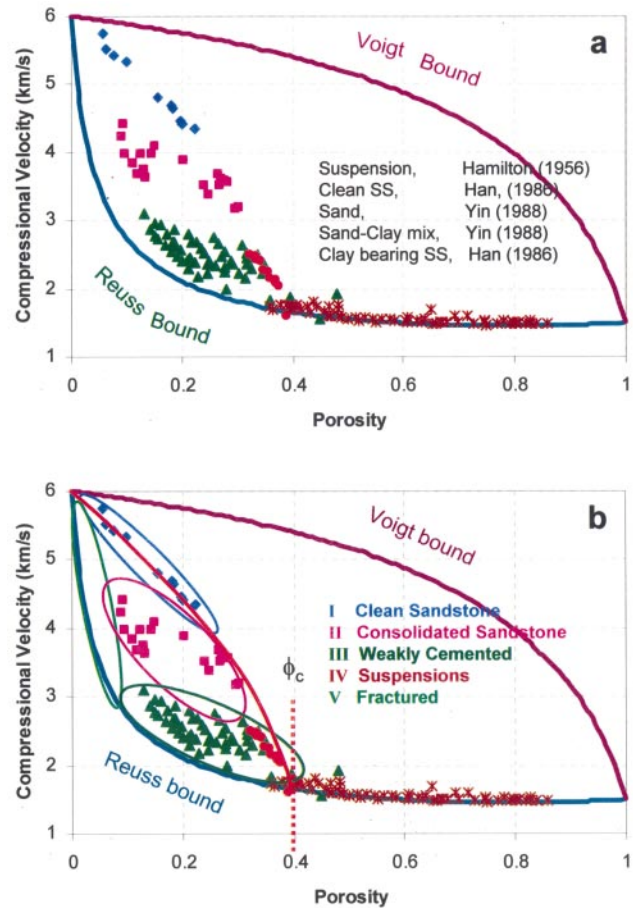 a
6
5
4
3
2
1
Compressional Velocity (km/s)
Voigt Bound
Suspension, Hamilton (1956)
Clean SS, Han, (1986)
Sand, Yin (1988)
Sand-Clay mix, Yin (1988)
Clay bearing SS, Han (1986)
Reuss Bound
0 0.2 0.4 0.6 0.8 1
Porosity
b
6
5
4
3
2
1
Compressional Velocity (km/s)
Voigt bound
I Clean Sandstone
II Consolidated Sandstone
III Weakly Cemented
IV Suspensions
V Fractured
ϕc
Reuss bound
0 0.2 0.4 0.6 0.8 1
Porosity